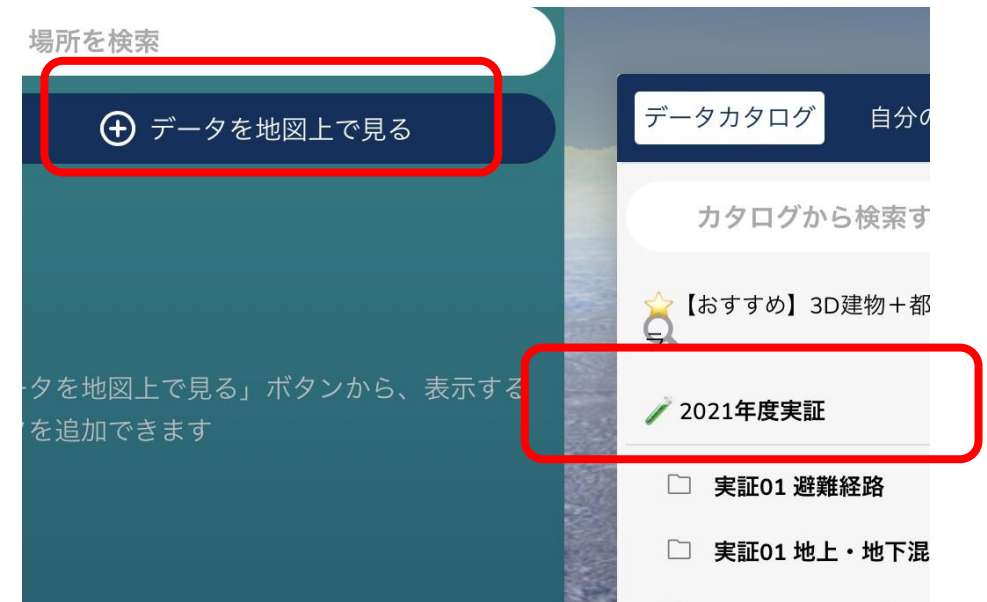 場所を検索
データを地図上で見る
タを地図上で見る」ボタンから、表示する
を追加できます
データカタログ
自分の
カタログから検索す
【おすすめ】3D建物＋都
2021年度実証
実証01 避難経路
実証01 地上・地下混